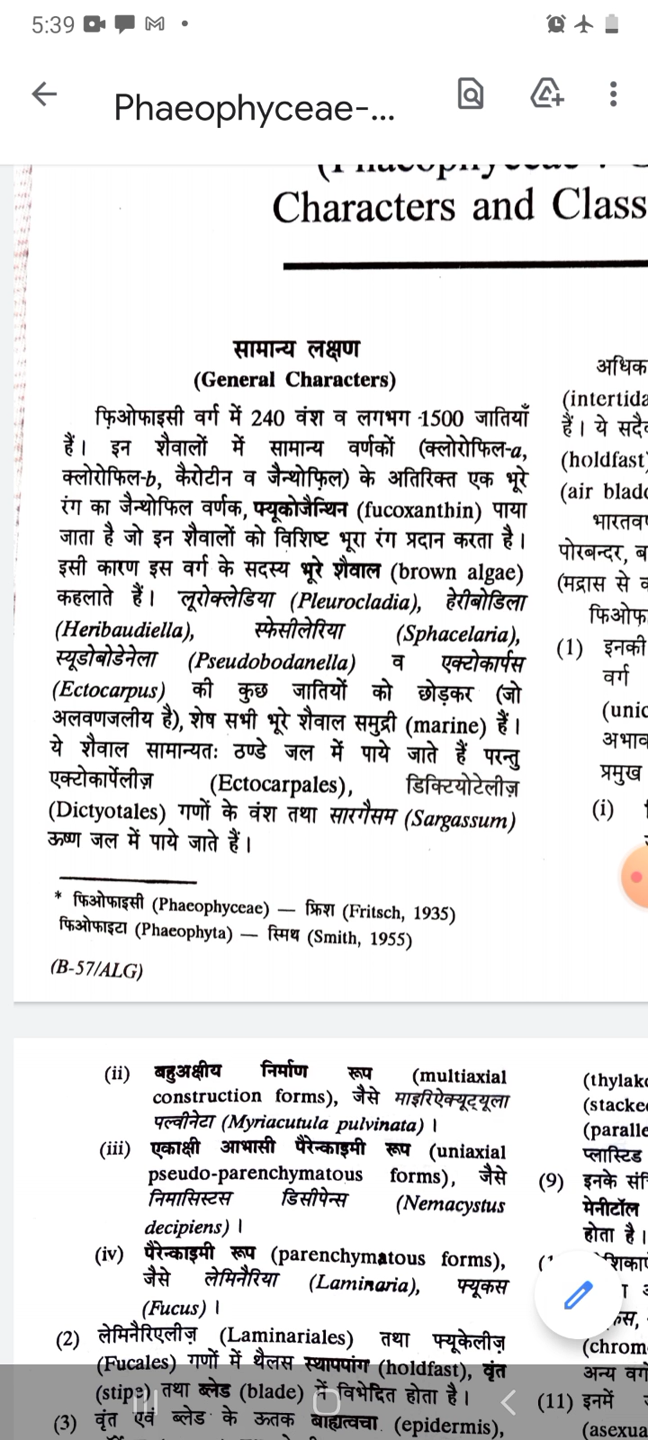 5:39
Phaeophyceae-...
Characters and Class
सामान्य लक्षण
(General Characters)
फिओफाइसी वर्ग में 240 वंश व लगभग 1500 जातियाँ
हैं। इन शैवालों में सामान्य वर्णकों (क्लोरोफिल-a,
क्लोरोफिल-b, कैरोटीन व जैन्थोफ़िल) के अतिरिक्त एक भूरे
रंग का जैन्थोफिल वर्णक, फ्यूकोजैन्थिन (fucoxanthin) पाया
जाता है जो इन शैवालों को विशिष्ट भूरा रंग प्रदान करता है।
इसी कारण इस वर्ग के सदस्य भूरे शैवाल (brown algae)
कहलाते हैं। लूरोक्लेडिया (Pleurocladia), हेरीबोडिला
(Heribaudiella), स्फेसीलेरिया (Sphacelaria),
स्यूडोबोडेनेला (Pseudobodanella) व एक्टोकार्पस
(Ectocarpus) की कुछ जातियों को छोड़कर (जो
अलवणजलीय है), शेष सभी भूरे शैवाल समुद्री (marine) हैं।
ये शैवाल सामान्यतः ठण्डे जल में पाये जाते हैं परन्तु
एक्टोकार्पेलीज़ (Ectocarpales), डिक्टियोटेलीज़
(Dictyotales) गणों के वंश तथा सारगैसम (Sargassum)
ऊष्ण जल में पाये जाते हैं।
* फिओफाइसी (Phaeophyceae) — फ्रिश (Fritsch, 1935)
फिओफाइटा (Phaeophyta) — स्मिथ (Smith, 1955)
(B-57/ALG)
अधिक
(intertida
हैं। ये सदै
(holdfast)
(air blad
भारतव
पोरबन्दर, ब
(मद्रास से
फिओफ
(1) इनकी
वर्ग
(unic
अभाव
प्रमुख
(i)
(ii) बहुअक्षीय निर्माण रूप (multiaxial
construction forms), जैसे माइरिऐक्यूट्यूला
पल्वीनेटा (Myriacutula pulvinata)।
(iii) एकाक्षी आभासी पैरेन्काइमी रूप (uniaxial
pseudo-parenchymatous forms), जैसे
निमासिस्टस डिसीपेन्स (Nemacystus
decipiens)।
(iv) पैरेन्काइमी रूप (parenchymatous forms),
जैसे लेमिनैरिया (Laminaria), फ्यूकस
(Fucus)।
(2) लेमिनैरिएलीज़ (Laminariales) तथा फ्यूकेलीज़
(Fucales) गणों में थैलस स्थापपांग (holdfast), वृंत
(stipe) तथा ब्लेड (blade) में विभेदित होता है।
(3) वृंत एवं ब्लेड के ऊतक बाह्यत्वचा (epidermis),
(thylak
(stacke
(paralle
प्लास्टिड
(9) इनके संचि
मेनीटॉल
होता है।
(chrom
अन्य वर्ग
(11) इनमें
(asexua